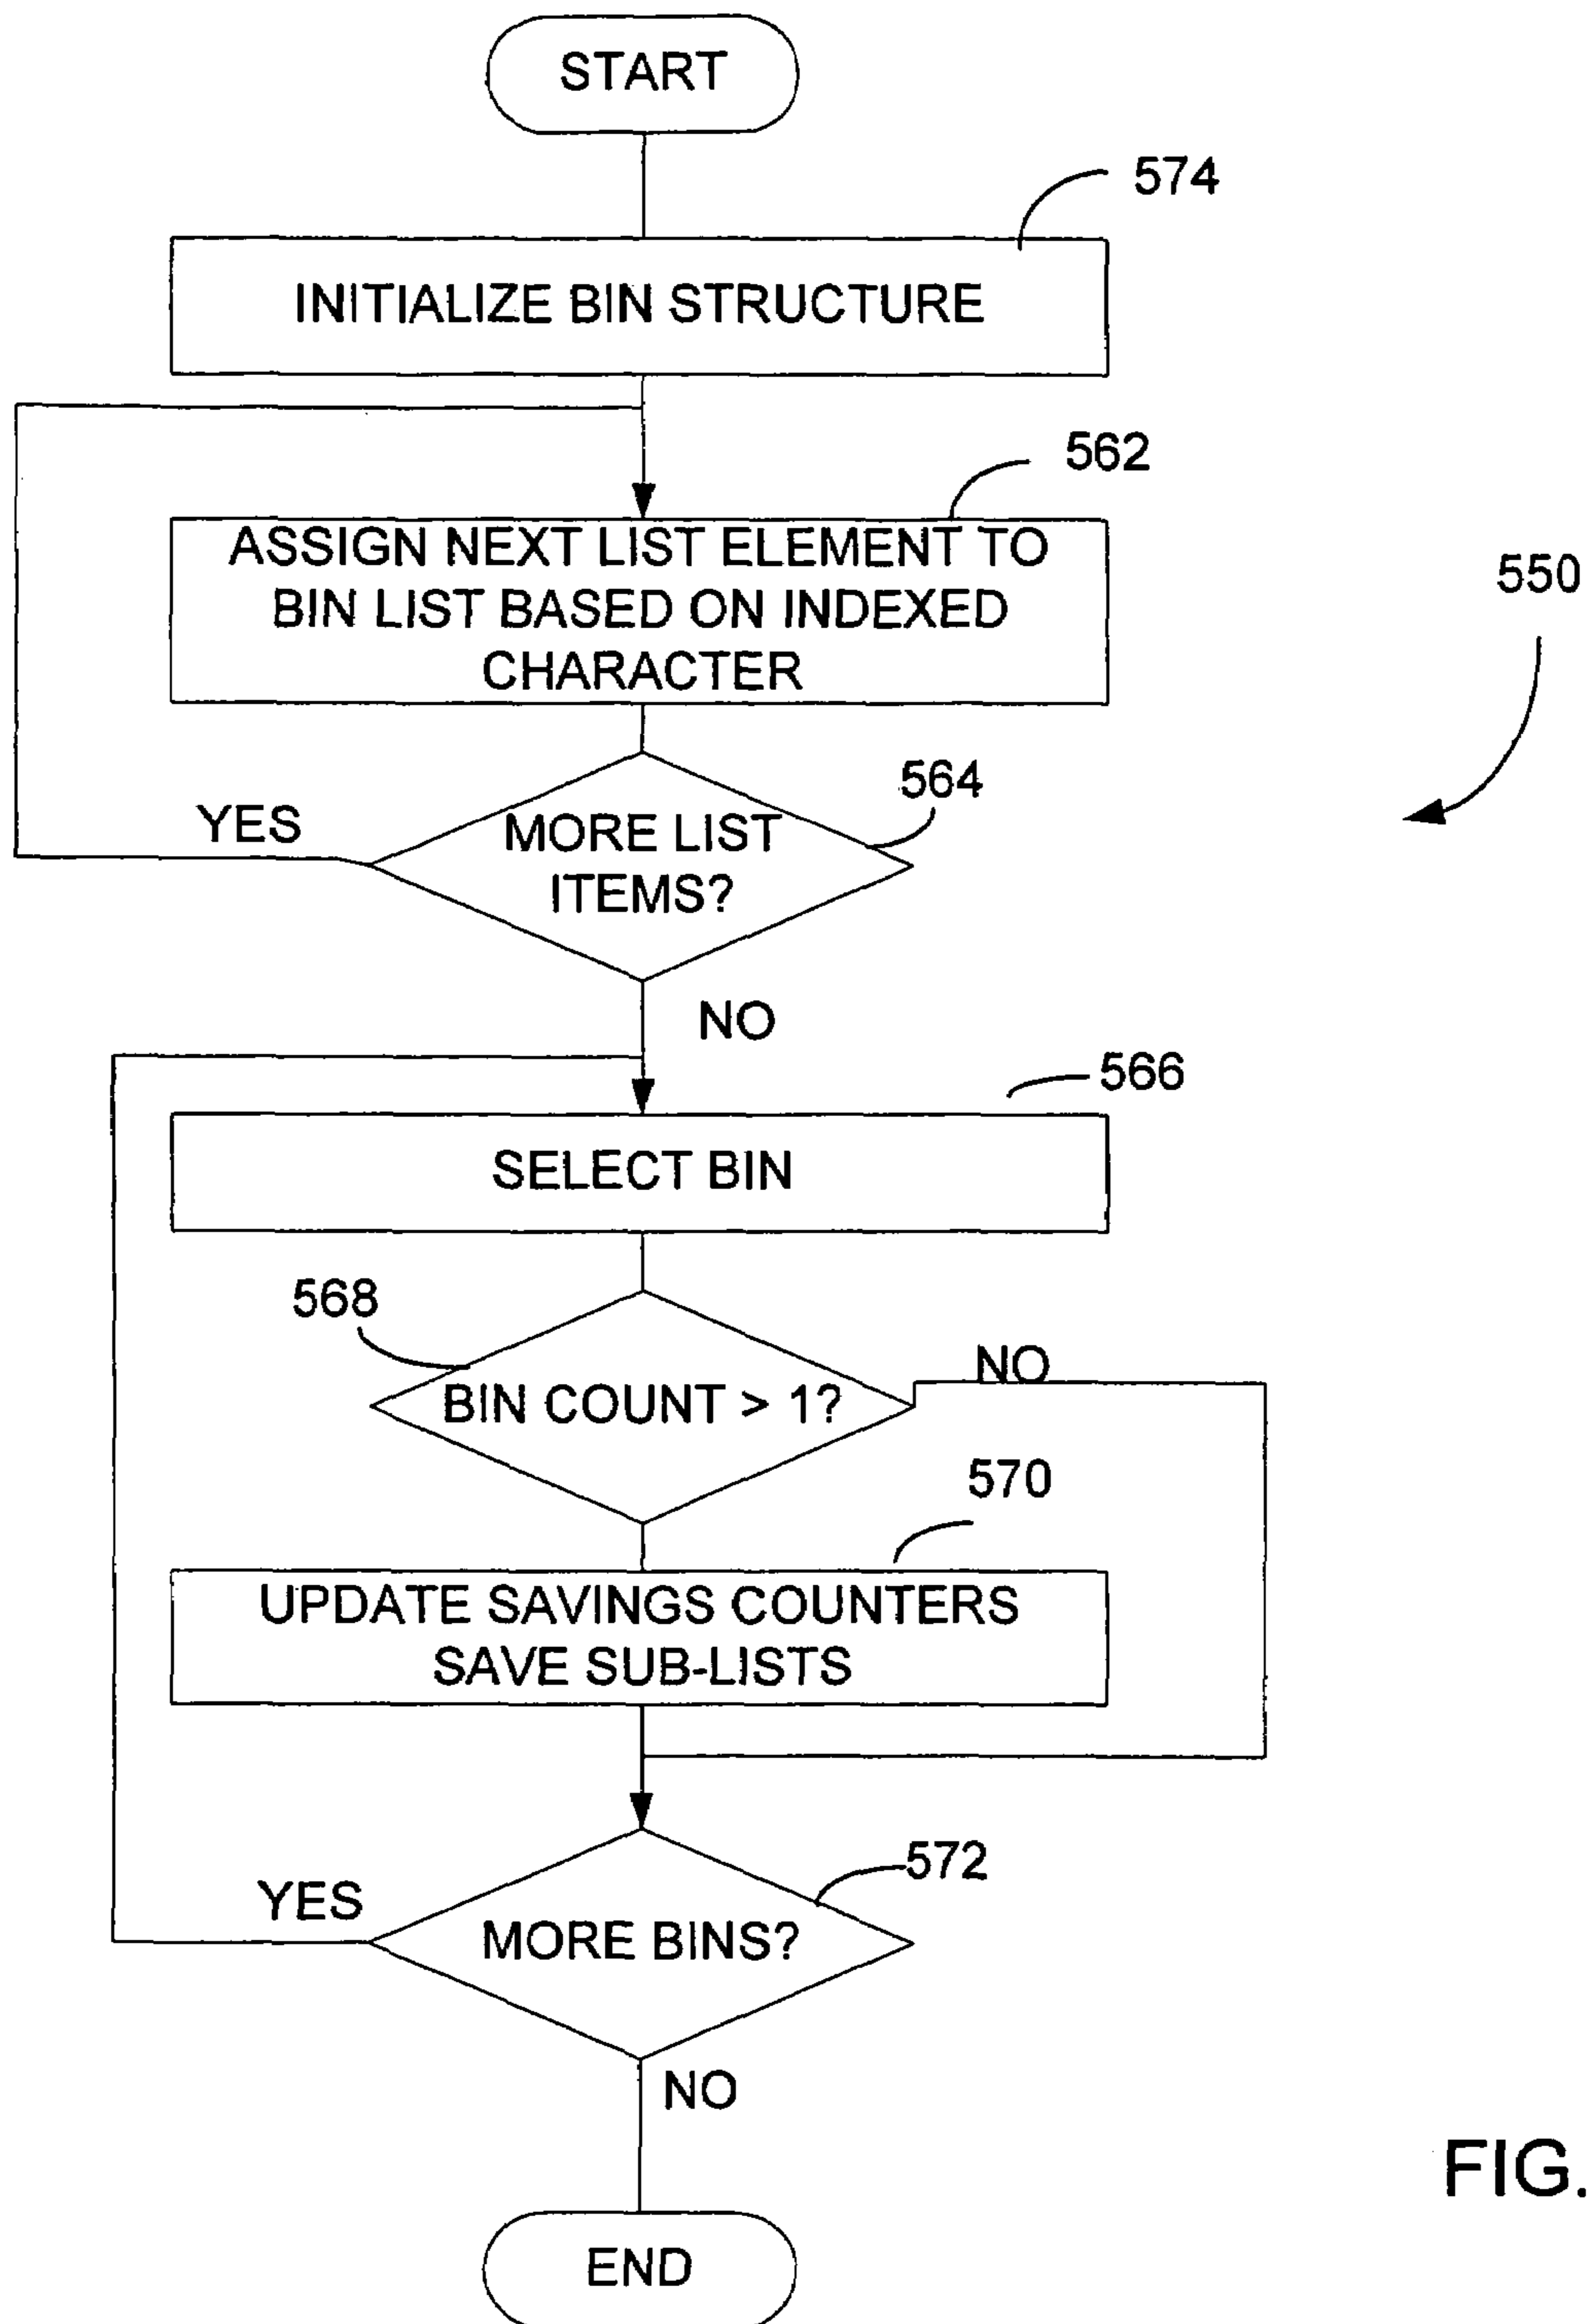 START
574
INITIALIZE BIN STRUCTURE
562
ASSIGN NEXT LIST ELEMENT TO
BIN LIST BASED ON INDEXED
CHARACTER
550
564
YES
MORE LIST
ITEMS?
NO
566
SELECT BIN
568
NO
BIN COUNT > 1?
570
UPDATE SAVINGS COUNTERS
SAVE SUB-LISTS
572
YES
MORE BINS?
NO
FIG.
END